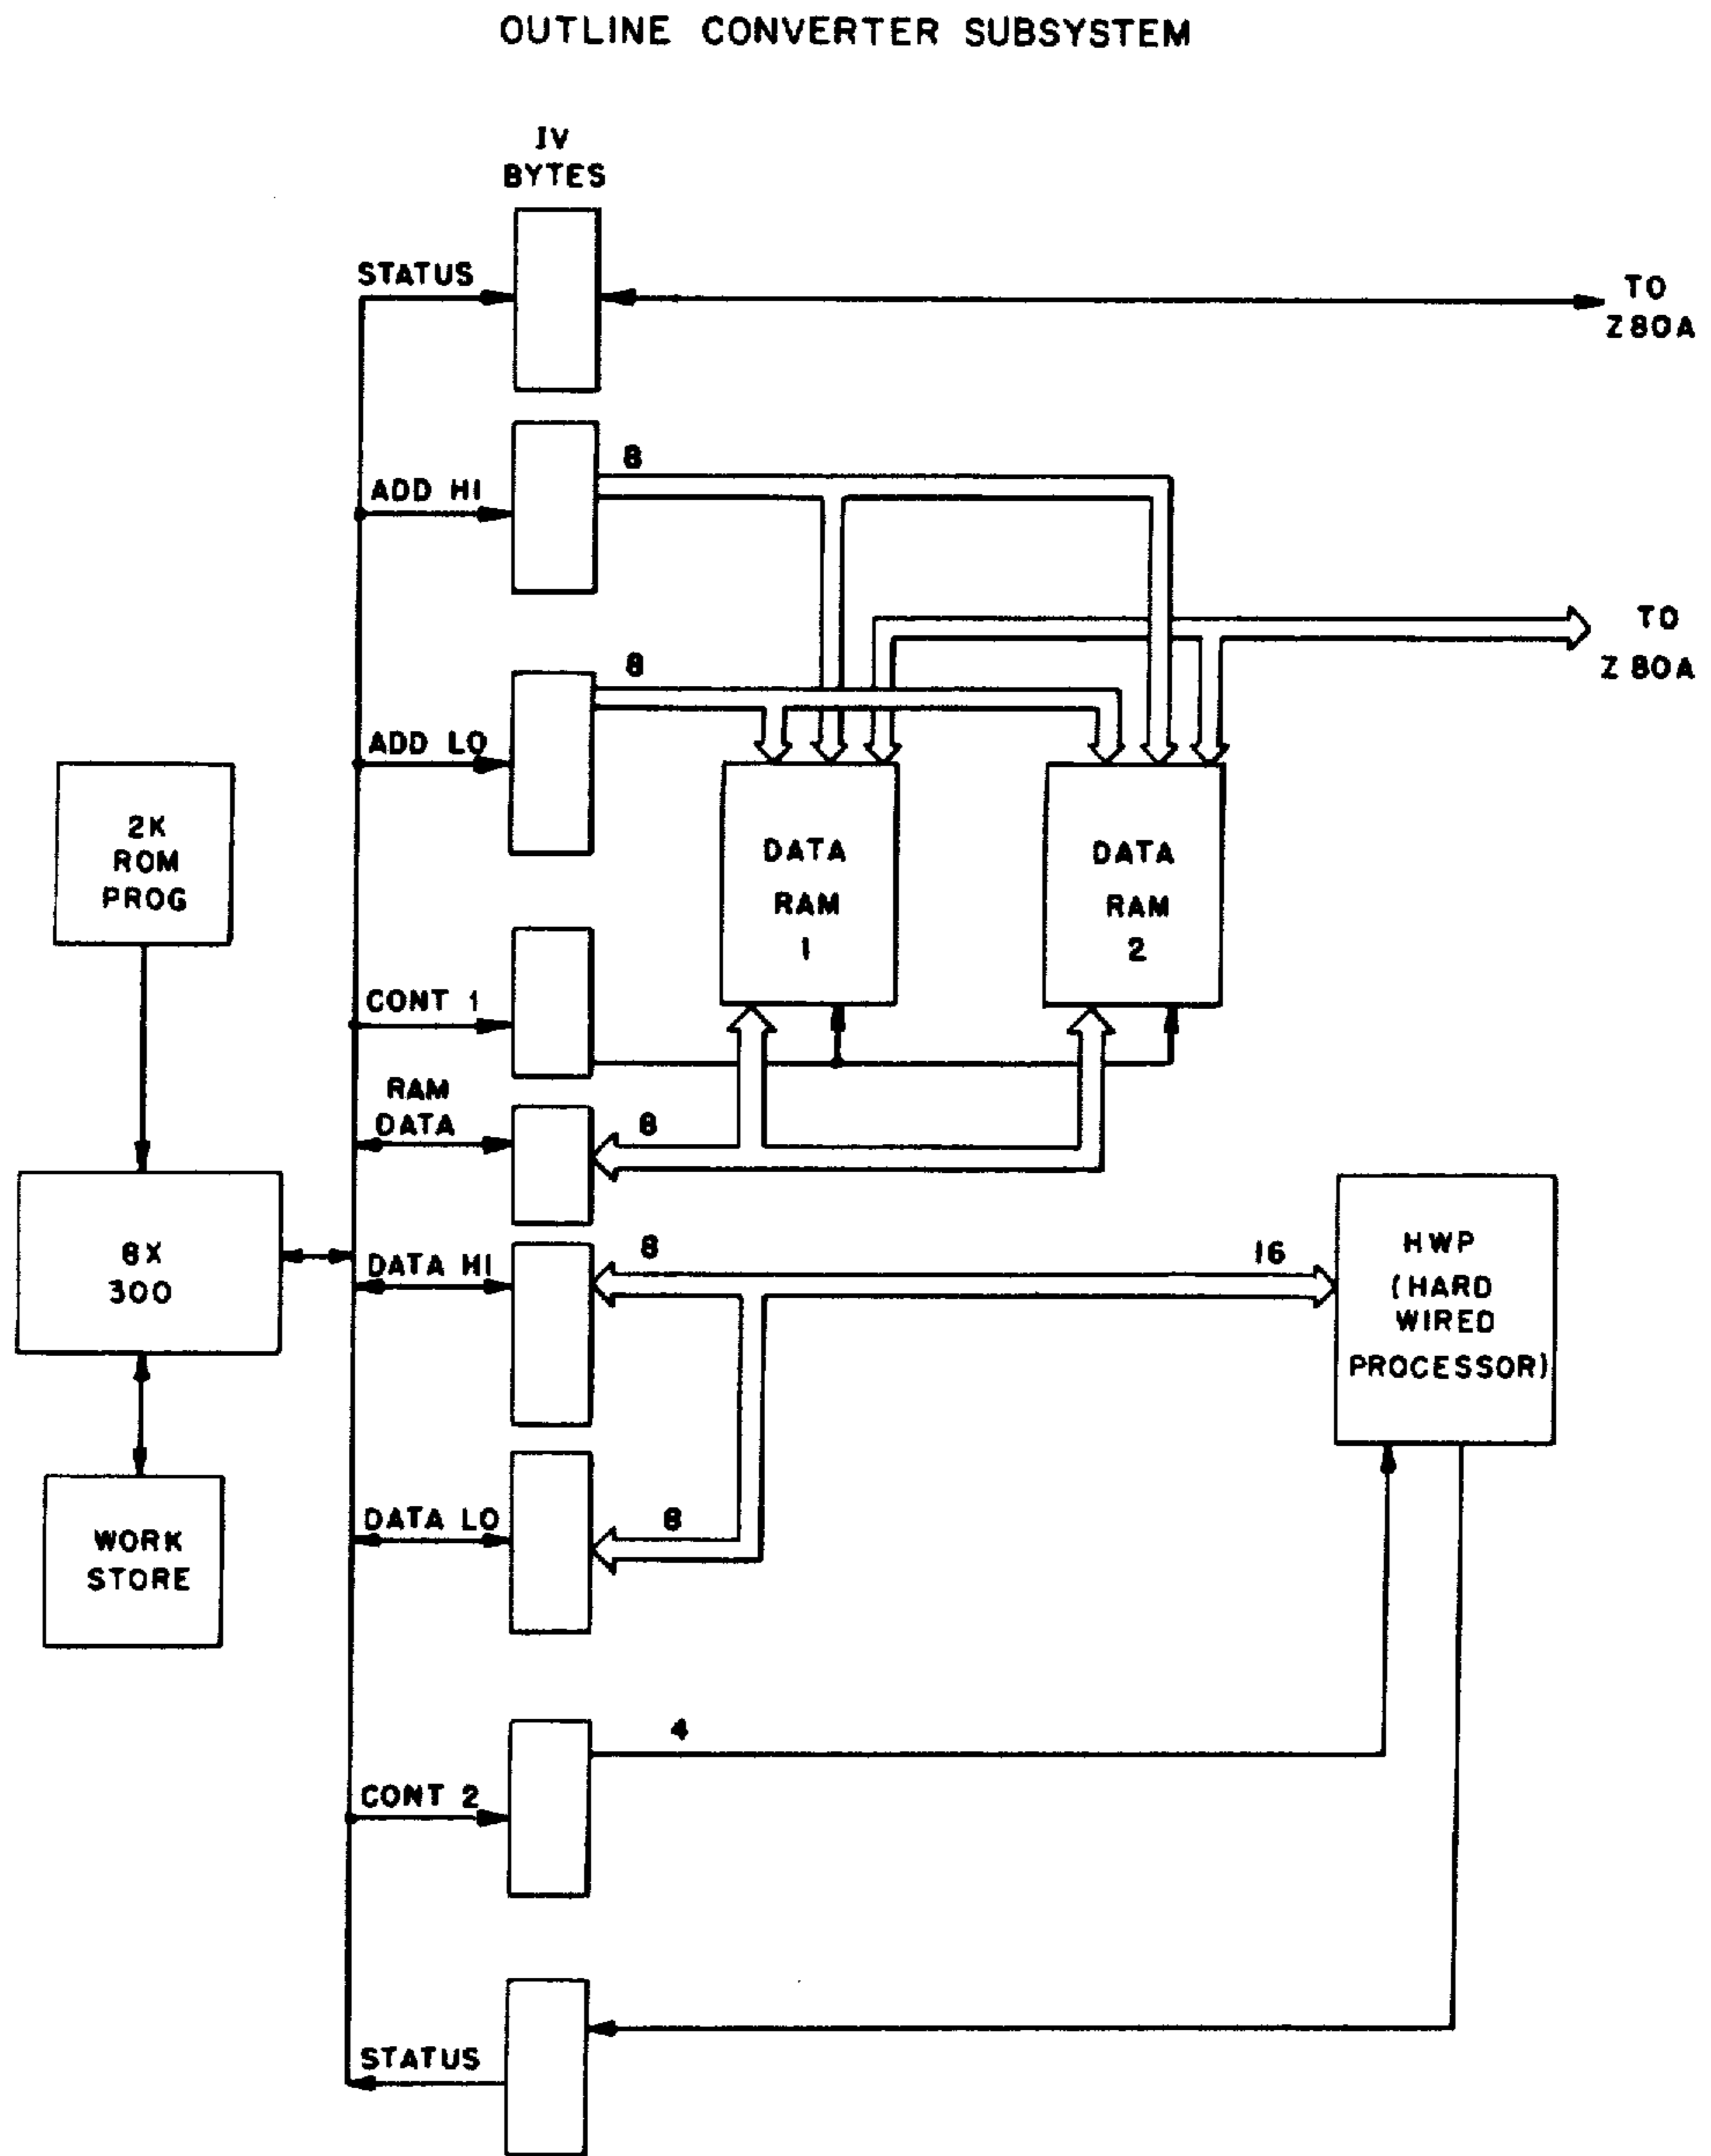 OUTLINE CONVERTER SUBSYSTEM
IV
BYTES
STATUS
TO
Z80A
ADD HI
8
TO
Z80A
ADD LO
8
2K
ROM
PROG
DATA
RAM
1
DATA
RAM
2
CONT 1
RAM
DATA
8
8X
300
DATA HI
8
16
HWP
(HARD
WIRED
PROCESSOR)
DATA LO
8
WORK
STORE
4
CONT 2
STATUS